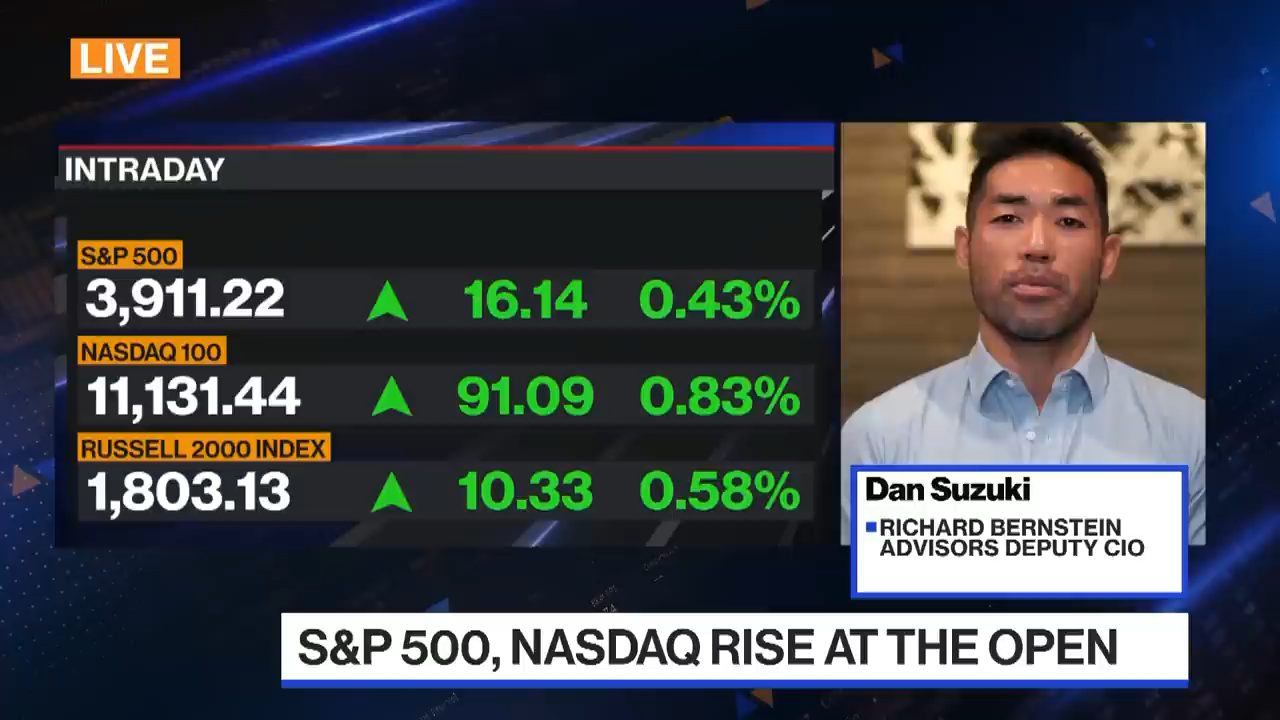 LIVE
INTRADAY
S&P 500
3,911.22 ▲ 16.14 0.43%
NASDAQ 100
11,131.44 ▲ 91.09 0.83%
RUSSELL 2000 INDEX
1,803.13 ▲ 10.33 0.58%
Dan Suzuki
RICHARD BERNSTEIN
ADVISORS DEPUTY CIO
S&P 500, NASDAQ RISE AT THE OPEN